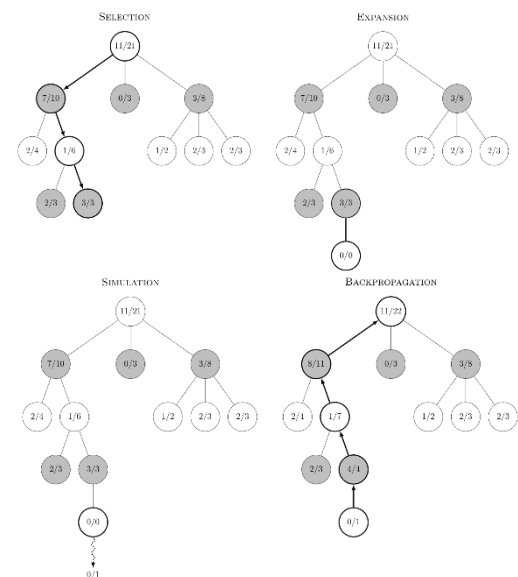 SELECTION
11/21
7/10 0/3 3/8
2/4 1/6 1/2 2/3 2/3
2/3 3/3
EXPANSION
11/21
7/10 0/3 3/8
2/4 1/6 1/2 2/3 2/3
2/3 3/3
0/0
SIMULATION
11/21
7/10 0/3 3/8
2/4 1/6 1/2 2/3 2/3
2/3 3/3
0/0
0/1
BACKPROPAGATION
11/22
8/11 0/3 3/8
2/4 1/7 1/2 2/3 2/3
2/3 4/4
0/1